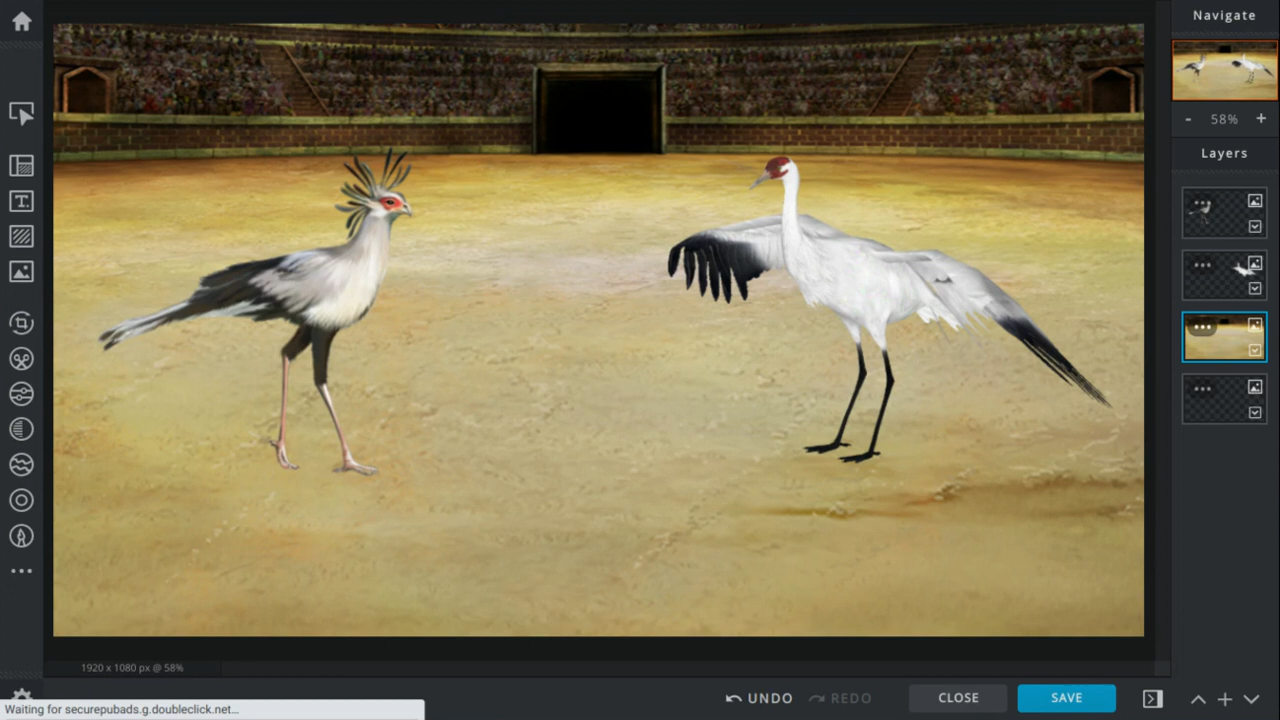 Navigate
- 58% +
Layers
T.
1920 x 1080 px @ 58%
UNDO
REDO
CLOSE
SAVE
Waiting for securepubads.g.doubleclick.net...